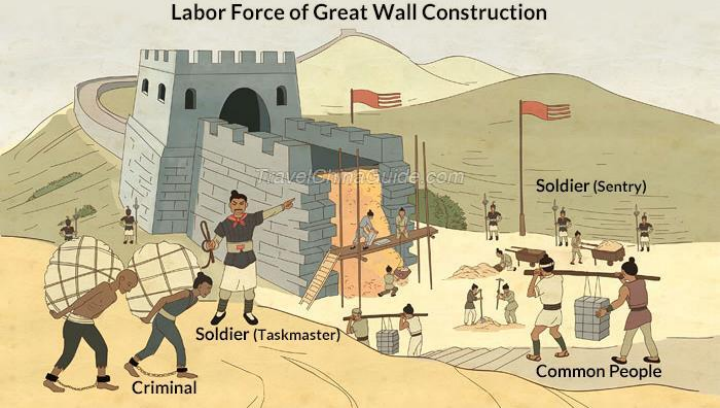 Labor Force of Great Wall Construction
TravelChinaGuide.com
Soldier (Sentry)
Soldier (Taskmaster)
Common People
Criminal